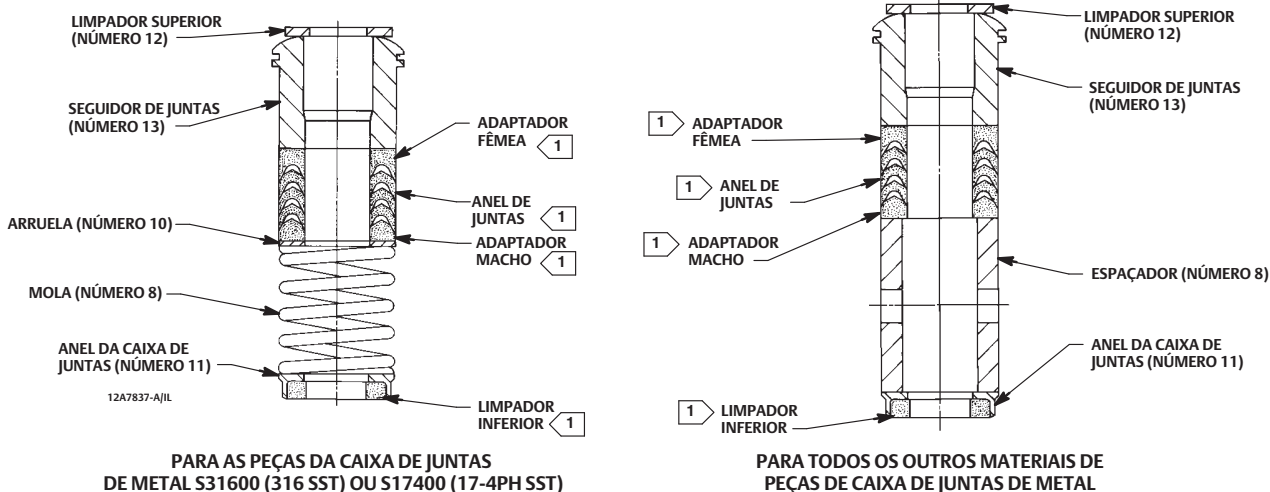 LIMPADOR SUPERIOR
(NÚMERO 12)
SEGUIDOR DE JUNTAS
(NÚMERO 13)
ADAPTADOR
FÊMEA 1
ANEL DE
JUNTAS 1
ARRUELA (NÚMERO 10)
ADAPTADOR
MACHO 1
MOLA (NÚMERO 8)
ANEL DA CAIXA DE
JUNTAS (NÚMERO 11)
12A7837-A/IL
LIMPADOR
INFERIOR 1
PARA AS PEÇAS DA CAIXA DE JUNTAS
DE METAL S31600 (316 SST) OU S17400 (17-4PH SST)
LIMPADOR SUPERIOR
(NÚMERO 12)
SEGUIDOR DE JUNTAS
(NÚMERO 13)
1 ADAPTADOR
FÊMEA
1 ANEL DE
JUNTAS
1 ADAPTADOR
MACHO
ESPAÇADOR (NÚMERO 8)
ANEL DA CAIXA DE
JUNTAS (NÚMERO 11)
1 LIMPADOR
INFERIOR
PARA TODOS OS OUTROS MATERIAIS DE
PEÇAS DE CAIXA DE JUNTAS DE METAL